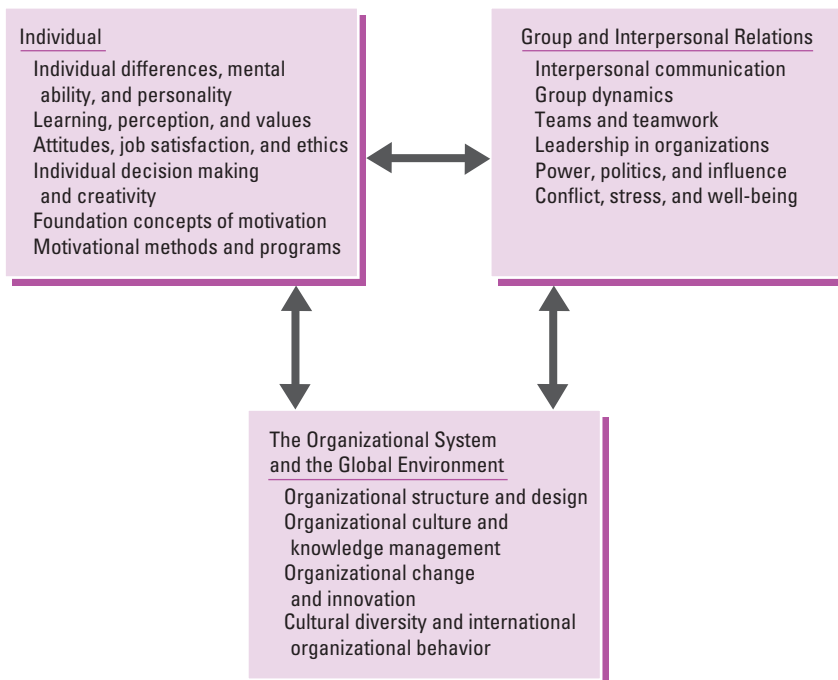 Individual
Individual differences, mental
ability, and personality
Learning, perception, and values
Attitudes, job satisfaction, and ethics
Individual decision making
and creativity
Foundation concepts of motivation
Motivational methods and programs
Group and Interpersonal Relations
Interpersonal communication
Group dynamics
Teams and teamwork
Leadership in organizations
Power, politics, and influence
Conflict, stress, and well-being
The Organizational System
and the Global Environment
Organizational structure and design
Organizational culture and
knowledge management
Organizational change
and innovation
Cultural diversity and international
organizational behavior